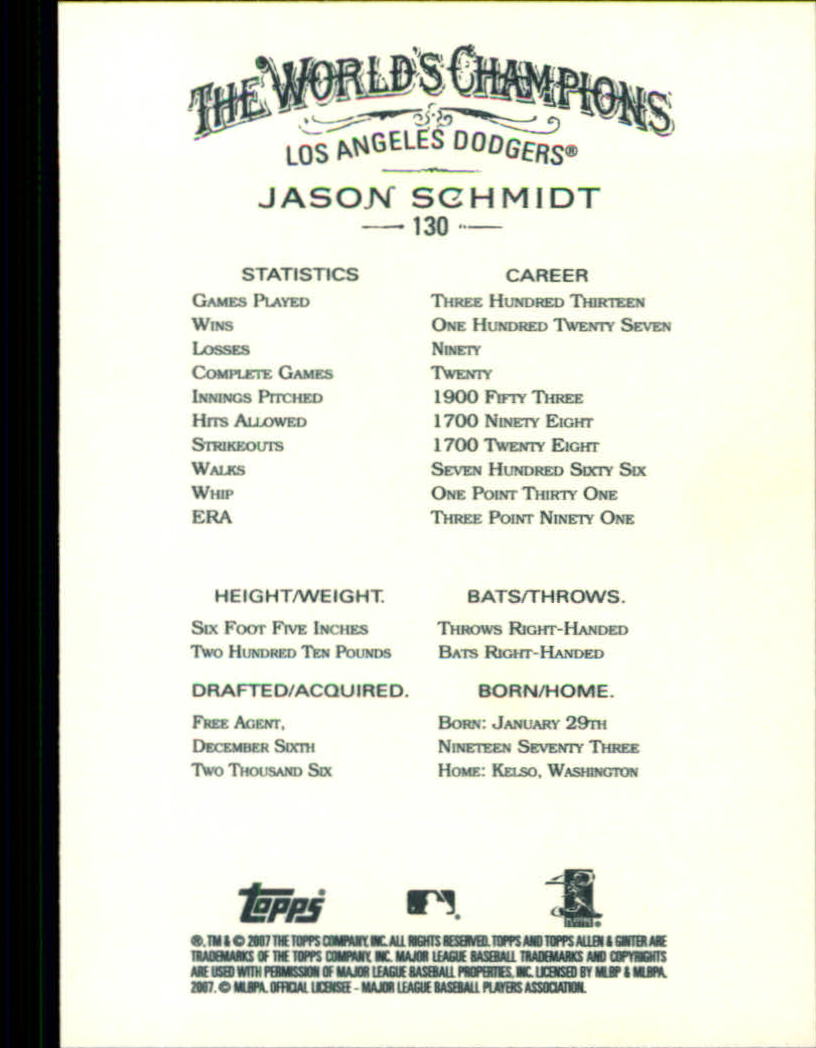 THE WORLD'S CHAMPIONS
LOS ANGELES DODGERS®
JASON SCHMIDT
130
STATISTICS CAREER
GAMES PLAYED THREE HUNDRED THIRTEEN
WINS ONE HUNDRED TWENTY SEVEN
LOSSES NINETY
COMPLETE GAMES TWENTY
INNINGS PITCHED 1900 FIFTY THREE
HITS ALLOWED 1700 NINETY EIGHT
STRIKEOUTS 1700 TWENTY EIGHT
WALKS SEVEN HUNDRED SIXTY SIX
WHIP ONE POINT THIRTY ONE
ERA THREE POINT NINETY ONE
HEIGHT/WEIGHT. BATS/THROWS.
SIX FOOT FIVE INCHES THROWS RIGHT-HANDED
TWO HUNDRED TEN POUNDS BATS RIGHT-HANDED
DRAFTED/ACQUIRED. BORN/HOME.
FREE AGENT, BORN: JANUARY 29TH
DECEMBER SIXTH NINETEEN SEVENTY THREE
TWO THOUSAND SIX HOME: KELSO, WASHINGTON
Topps®
®, TM & © 2007 THE TOPPS COMPANY, INC. ALL RIGHTS RESERVED. TOPPS AND TOPPS ALLEN & GINTER ARE
TRADEMARKS OF THE TOPPS COMPANY, INC. MAJOR LEAGUE BASEBALL TRADEMARKS AND COPYRIGHTS
ARE USED WITH PERMISSION OF MAJOR LEAGUE BASEBALL PROPERTIES, INC. LICENSED BY MLBP & MLBPA
2007. © MLBPA. OFFICIAL LICENSEE - MAJOR LEAGUE BASEBALL PLAYERS ASSOCIATION.